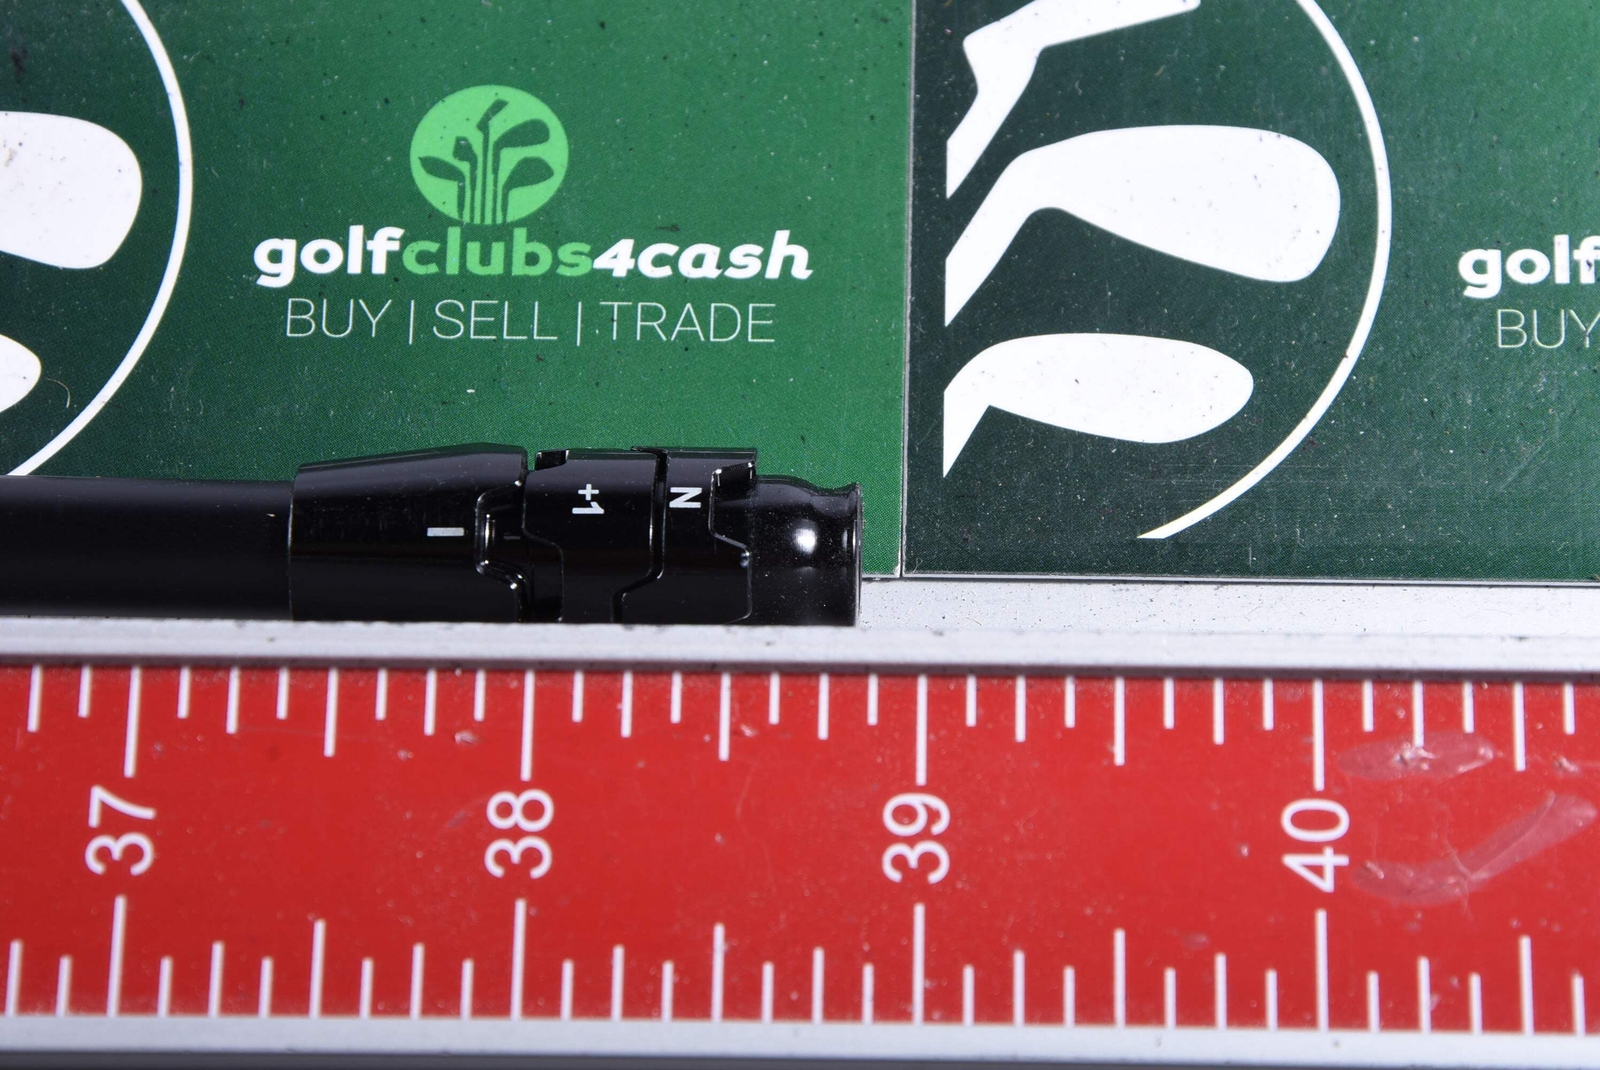 golfclubs4cash
BUY | SELL | TRADE
golf
BUY
+1
N
37
38
39
40